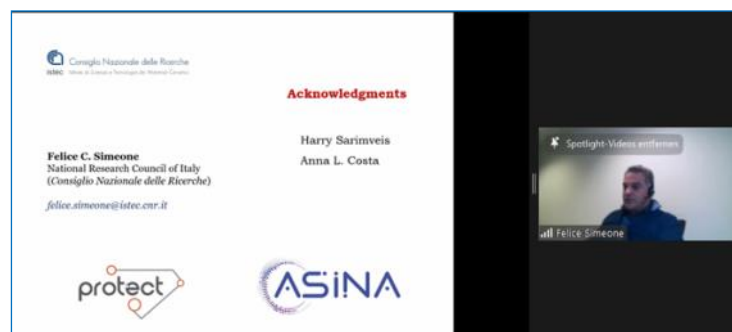 Consiglio Nazionale delle Ricerche
istec
Acknowledgments
Harry Sarimveis
Anna L. Costa
Felice C. Simeone
National Research Council of Italy
(Consiglio Nazionale delle Ricerche)
felice.simeone@istec.cnr.it
protect
ASINA
Spotlight-Videos entfernen
Felice Simeone